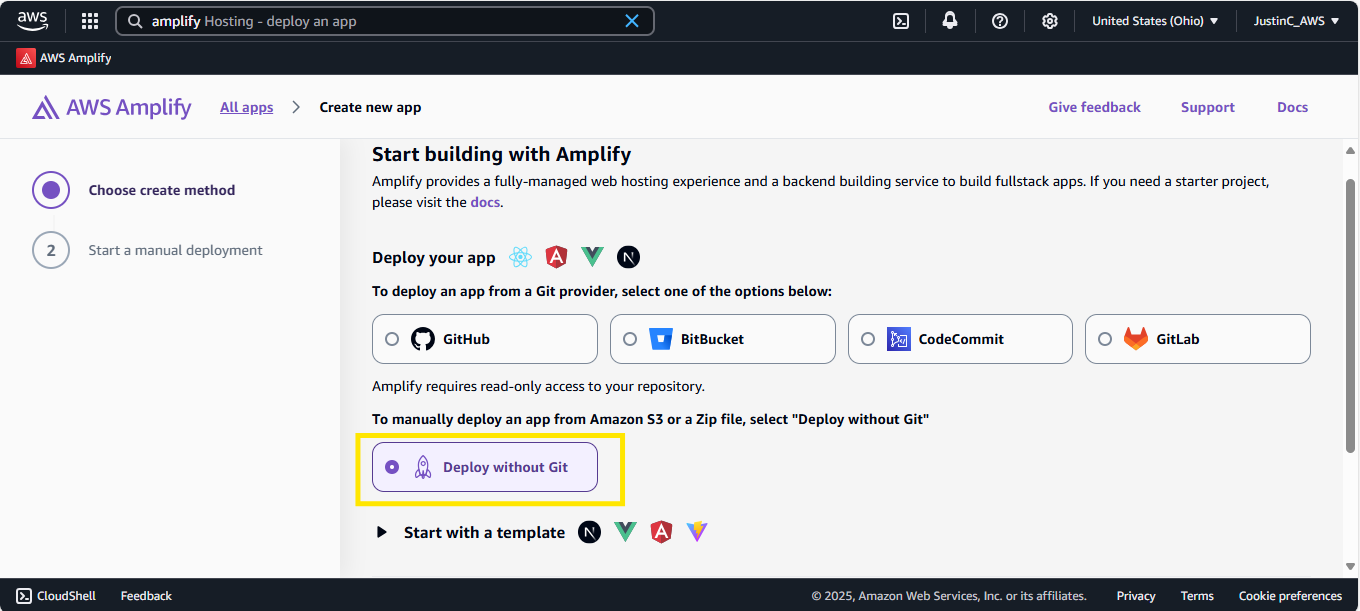 aws
amplify Hosting - deploy an app
United States (Ohio)
JustinC_AWS
AWS Amplify
AWS Amplify
All apps
Create new app
Give feedback
Support
Docs
Choose create method
2
Start a manual deployment
Start building with Amplify
Amplify provides a fully-managed web hosting experience and a backend building service to build fullstack apps. If you need a starter project,
please visit the docs.
Deploy your app
N
To deploy an app from a Git provider, select one of the options below:
GitHub
BitBucket
CodeCommit
GitLab
Amplify requires read-only access to your repository.
To manually deploy an app from Amazon S3 or a Zip file, select "Deploy without Git"
Deploy without Git
Start with a template
N
CloudShell
Feedback
© 2025, Amazon Web Services, Inc. or its affiliates.
Privacy
Terms
Cookie preferences